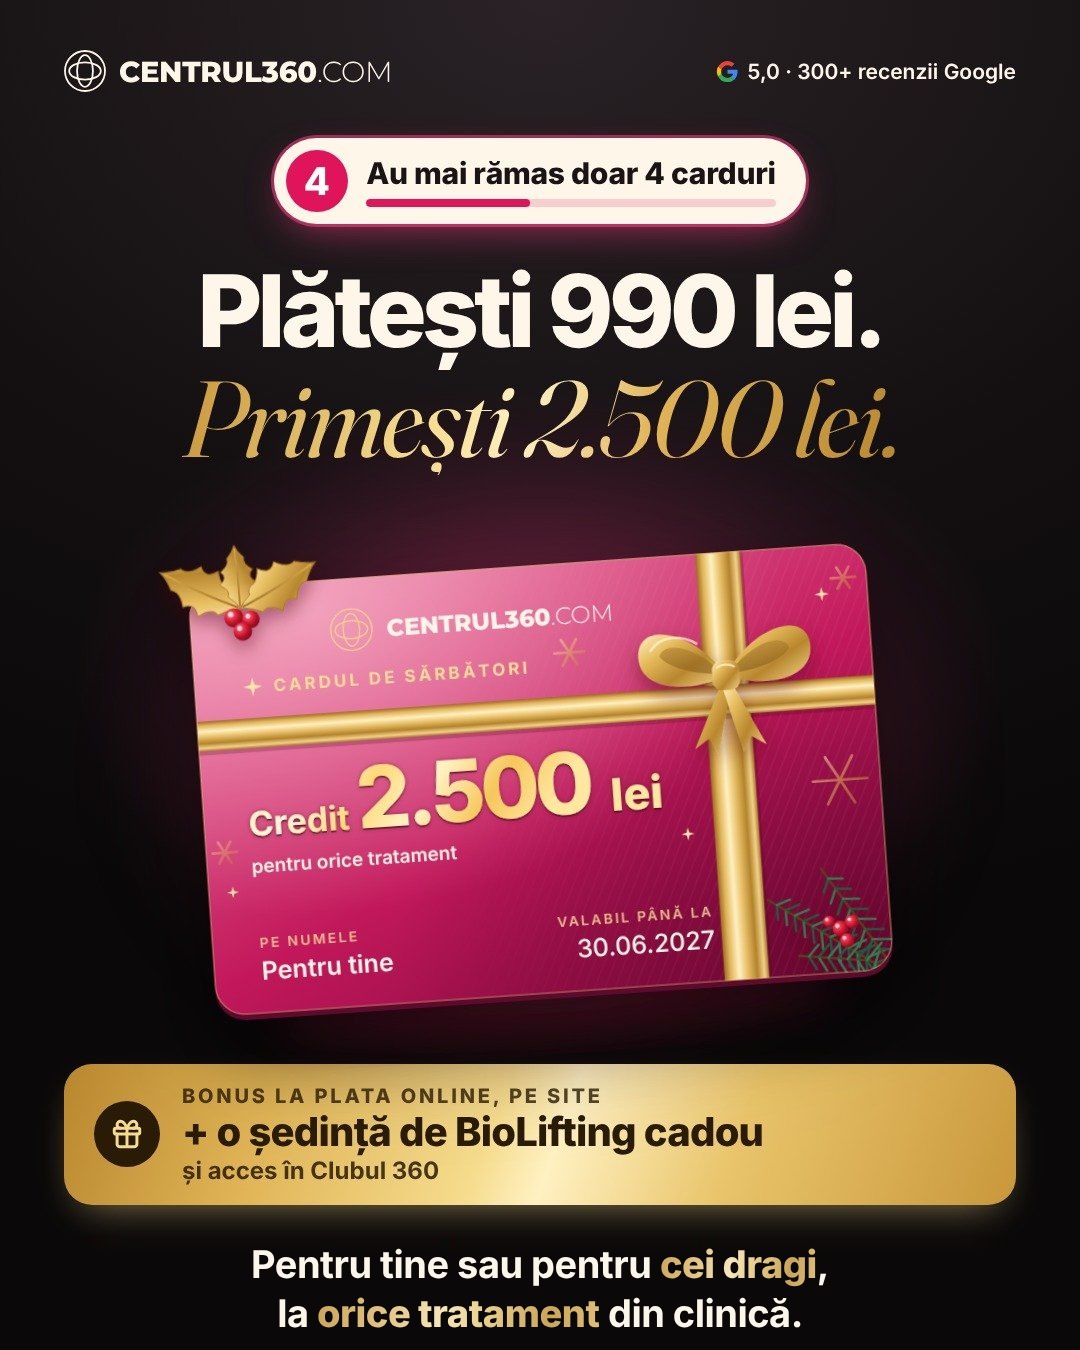 CENTRUL360.COM
5,0 · 300+ recenzii Google
4
Au mai rămas doar 4 carduri
Plătești 990 lei.
Primești 2.500 lei.
CENTRUL360.COM
CARDUL DE SĂRBĂTORI
Credit 2.500 lei
pentru orice tratament
PE NUMELE
Pentru tine
VALABIL PÂNĂ LA
30.06.2027
BONUS LA PLATA ONLINE, PE SITE
+ o ședință de BioLifting cadou
și acces în Clubul 360
Pentru tine sau pentru cei dragi,
la orice tratament din clinică.